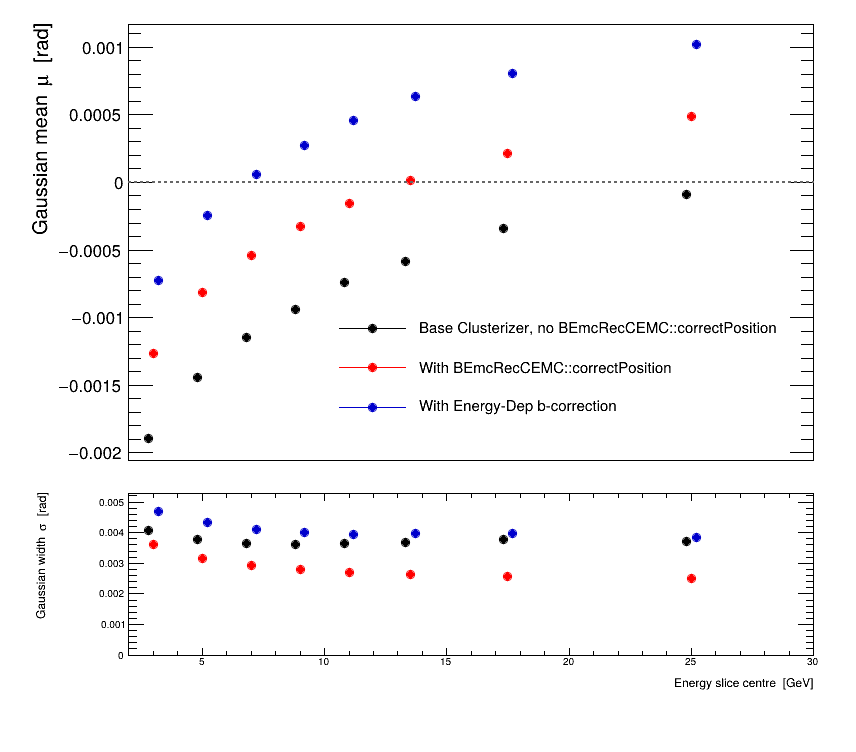 Gaussian mean μ [rad]
0.001
0.0005
0
−0.0005
−0.001
−0.0015
−0.002
Base Clusterizer, no BEmcRecCEMC::correctPosition
With BEmcRecCEMC::correctPosition
With Energy-Dep b-correction
Gaussian width σ [rad]
0.005
0.004
0.003
0.002
0.001
0
5 10 15 20 25 30
Energy slice centre [GeV]